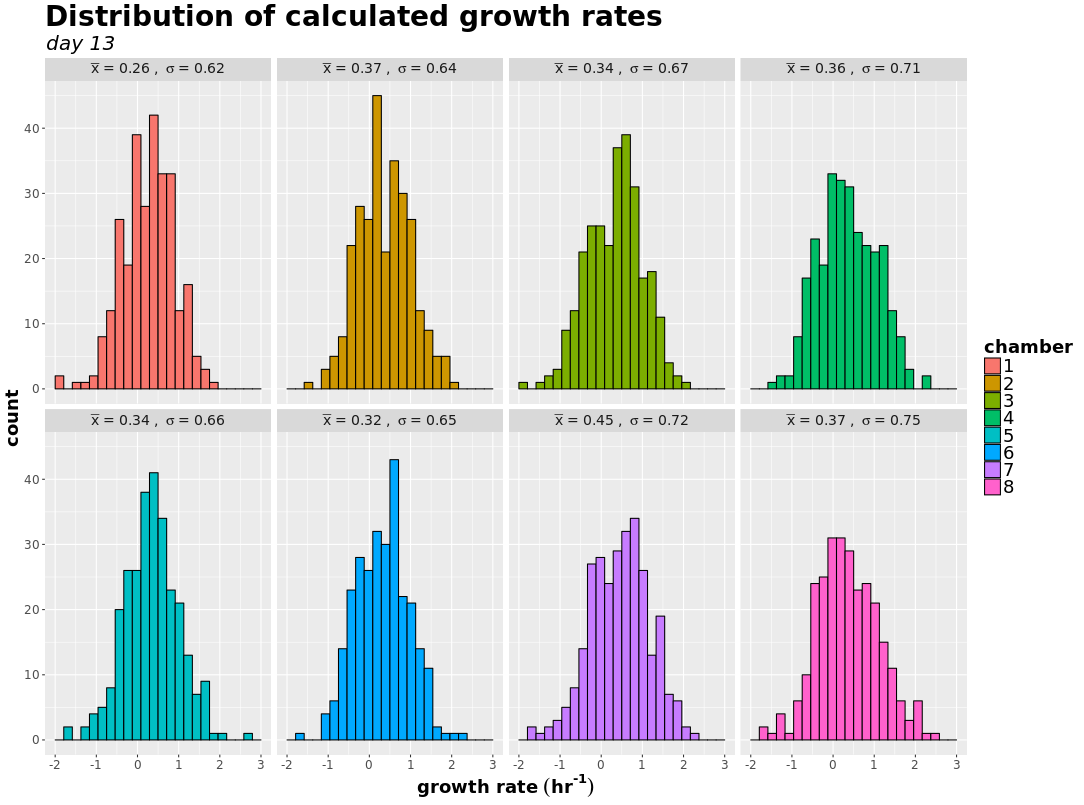 Distribution of calculated growth rates
day 13
x̅ = 0.26 , σ = 0.62
x̅ = 0.37 , σ = 0.64
x̅ = 0.34 , σ = 0.67
x̅ = 0.36 , σ = 0.71
40
30
20
10
0
x̅ = 0.34 , σ = 0.66
x̅ = 0.32 , σ = 0.65
x̅ = 0.45 , σ = 0.72
x̅ = 0.37 , σ = 0.75
40
30
20
10
0
-2 -1 0 1 2 3
-2 -1 0 1 2 3
-2 -1 0 1 2 3
-2 -1 0 1 2 3
count
growth rate (hr⁻¹)
chamber
1
2
3
4
5
6
7
8